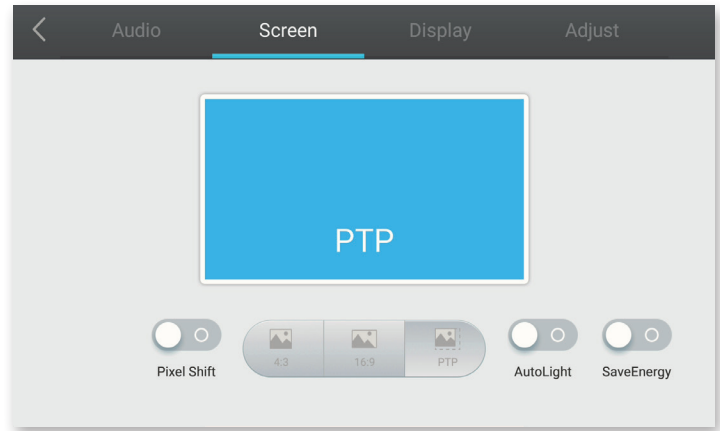 Audio Screen Display Adjust
PTP
4:3 16:9 PTP
Pixel Shift AutoLight SaveEnergy